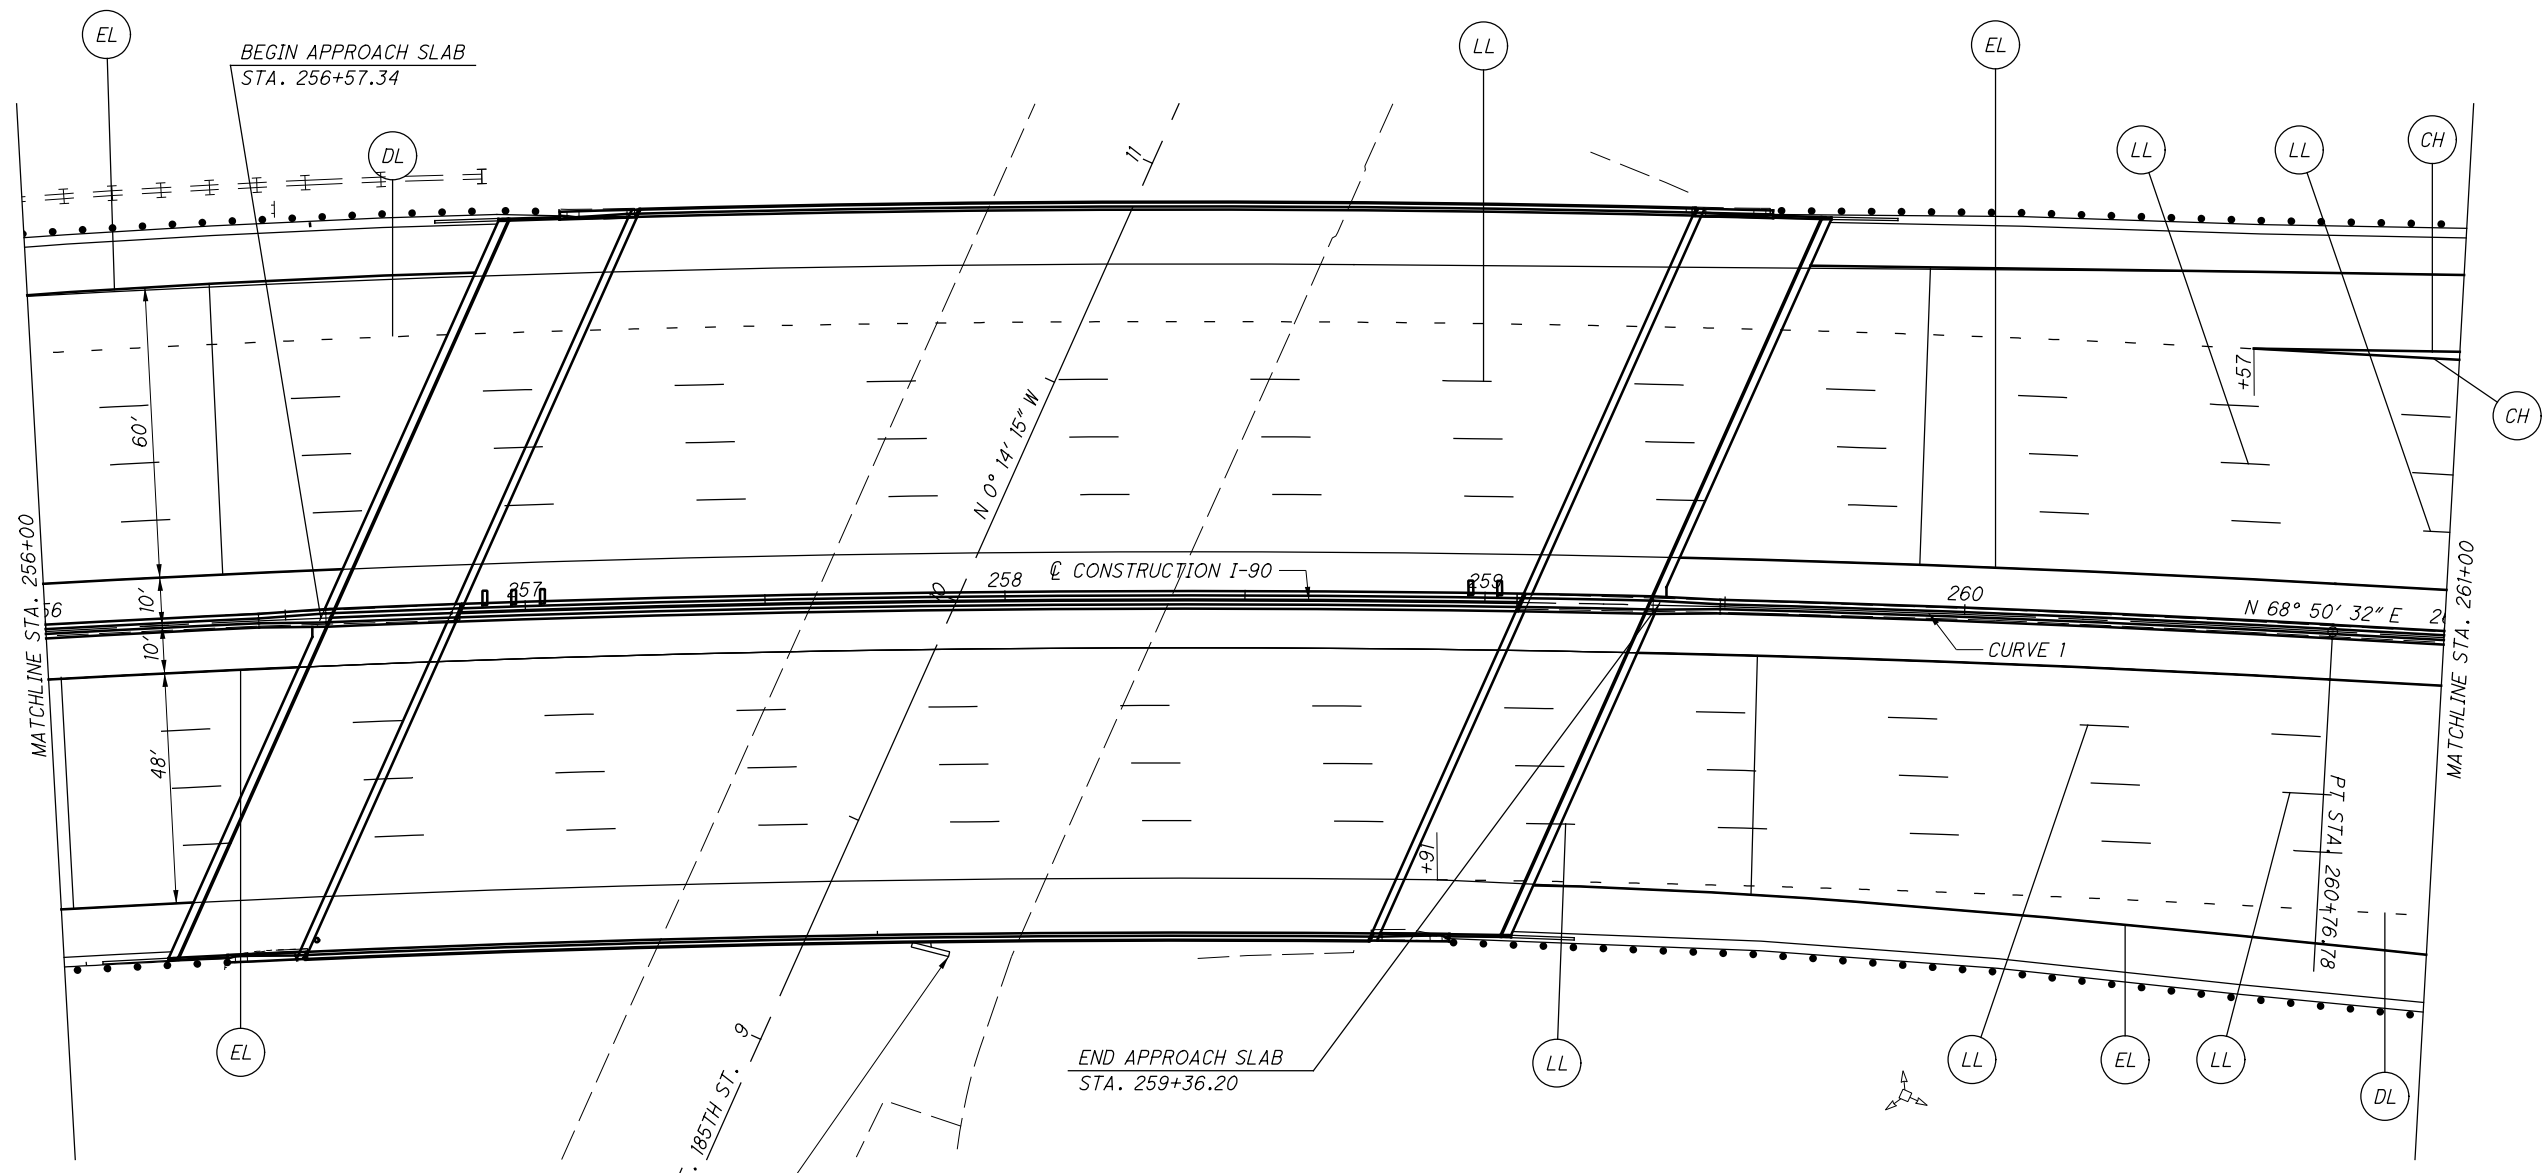 EL
LL
EL
BEGIN APPROACH SLAB
STA. 256+57.34
DL
LL
LL
CH
11
+57
CH
60'
N 0° 14' 15" W
MATCHLINE STA. 256+00
56
10'
10'
257
10
258
℄ CONSTRUCTION I-90
259
260
N 68° 50' 32" E
CURVE 1
MATCHLINE STA. 261+00
48'
+91
PT STA. 260+76.78
EL
9
185TH ST.
END APPROACH SLAB
STA. 259+36.20
LL
LL
EL
LL
DL